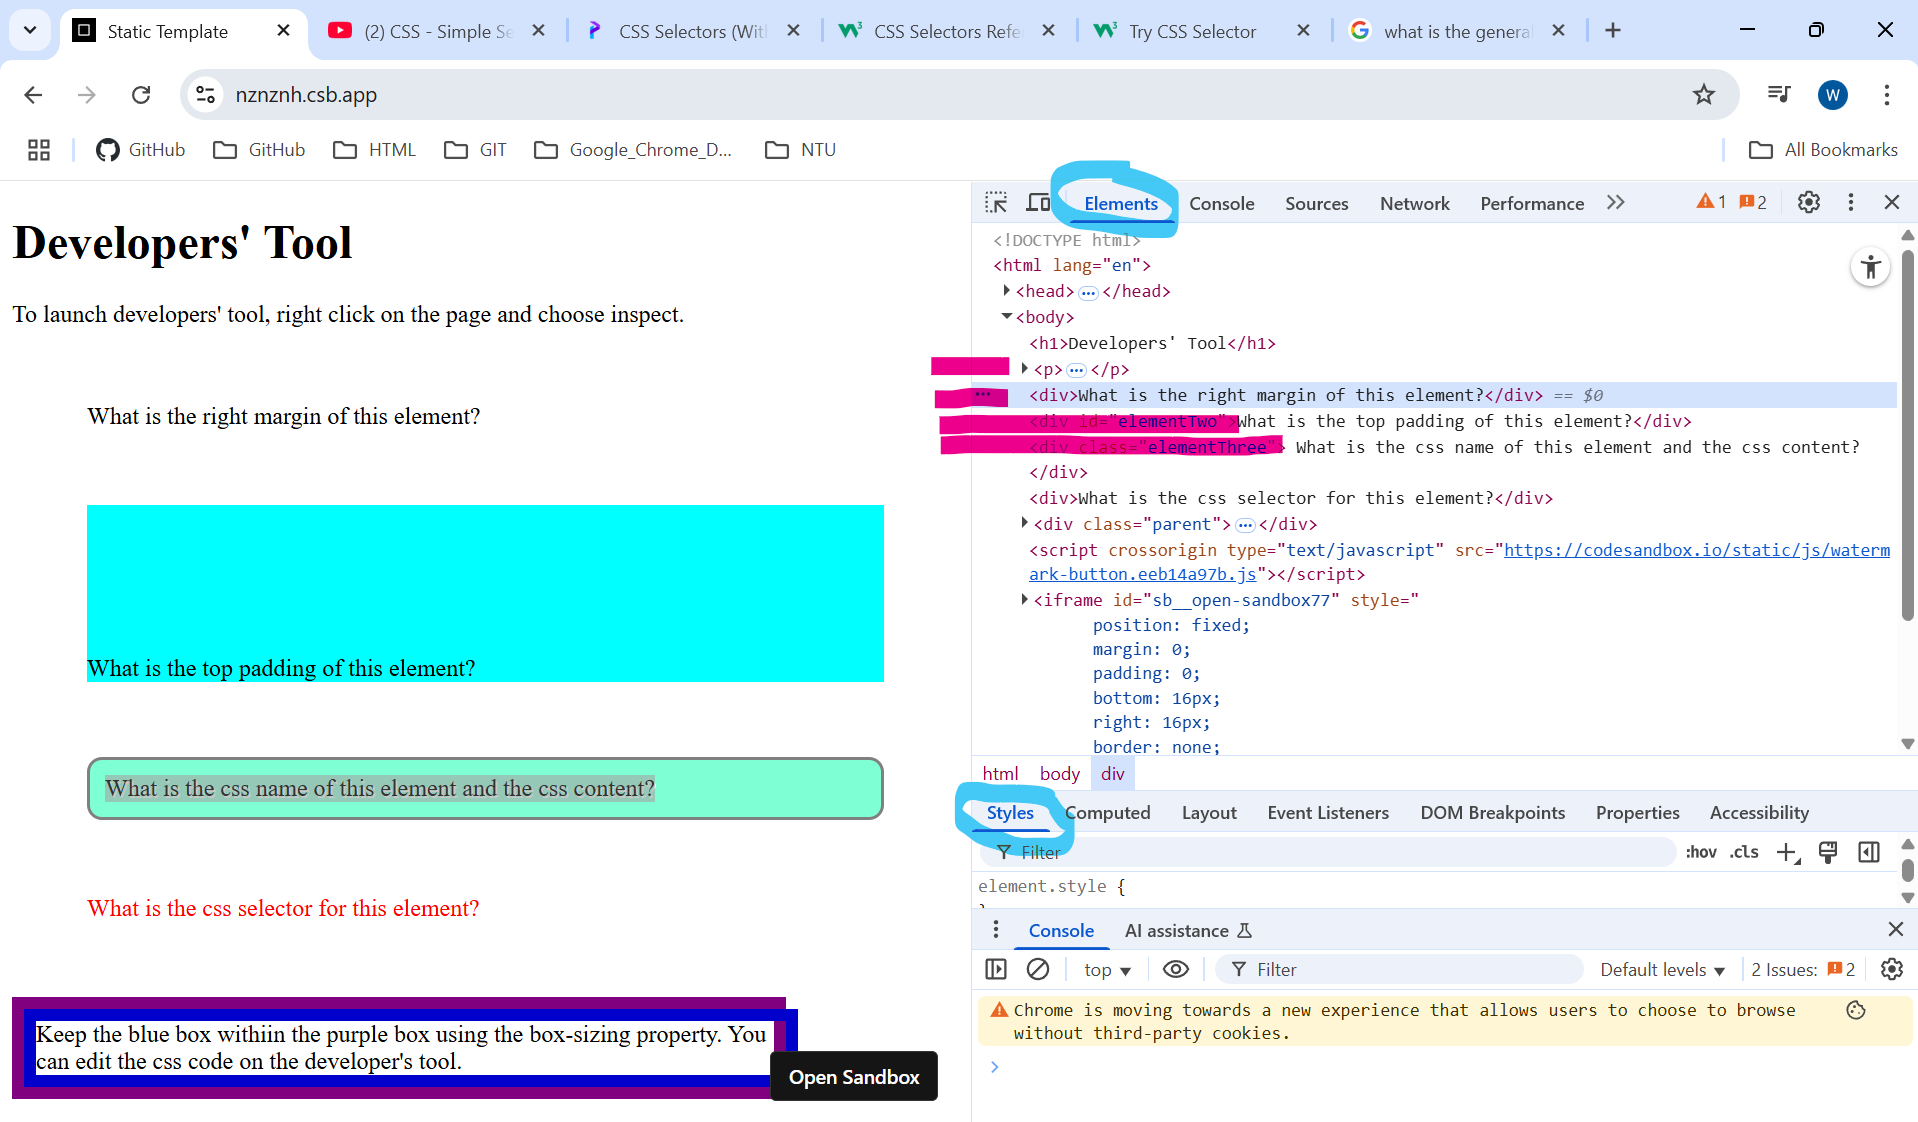 Static Template
(2) CSS - Simple Se
CSS Selectors (Wit
CSS Selectors Refe
Try CSS Selector
what is the genera
nznznh.csb.app
W
GitHub
GitHub
HTML
GIT
Google_Chrome_D...
NTU
All Bookmarks
Developers' Tool
To launch developers' tool, right click on the page and choose inspect.
What is the right margin of this element?
What is the top padding of this element?
What is the css name of this element and the css content?
What is the css selector for this element?
Keep the blue box withiin the purple box using the box-sizing property. You
can edit the css code on the developer's tool.
Open Sandbox
Elements
Console
Sources
Network
Performance
1
2
<!DOCTYPE html>
<html lang="en">
<head>…</head>
<body>
<h1>Developers' Tool</h1>
<p>…</p>
<div>What is the right margin of this element?</div> == $0
<div id="elementTwo">What is the top padding of this element?</div>
<div class="elementThree"> What is the css name of this element and the css content?
</div>
<div>What is the css selector for this element?</div>
<div class="parent">…</div>
<script crossorigin type="text/javascript" src="https://codesandbox.io/static/js/waterm
ark-button.eeb14a97b.js"></script>
<iframe id="sb__open-sandbox77" style="
position: fixed;
margin: 0;
padding: 0;
bottom: 16px;
right: 16px;
border: none;
html
body
div
Styles
Computed
Layout
Event Listeners
DOM Breakpoints
Properties
Accessibility
Filter
:hov
.cls
element.style {
Console
AI assistance
top
Filter
Default levels
2 Issues:
2
Chrome is moving towards a new experience that allows users to choose to browse
without third-party cookies.